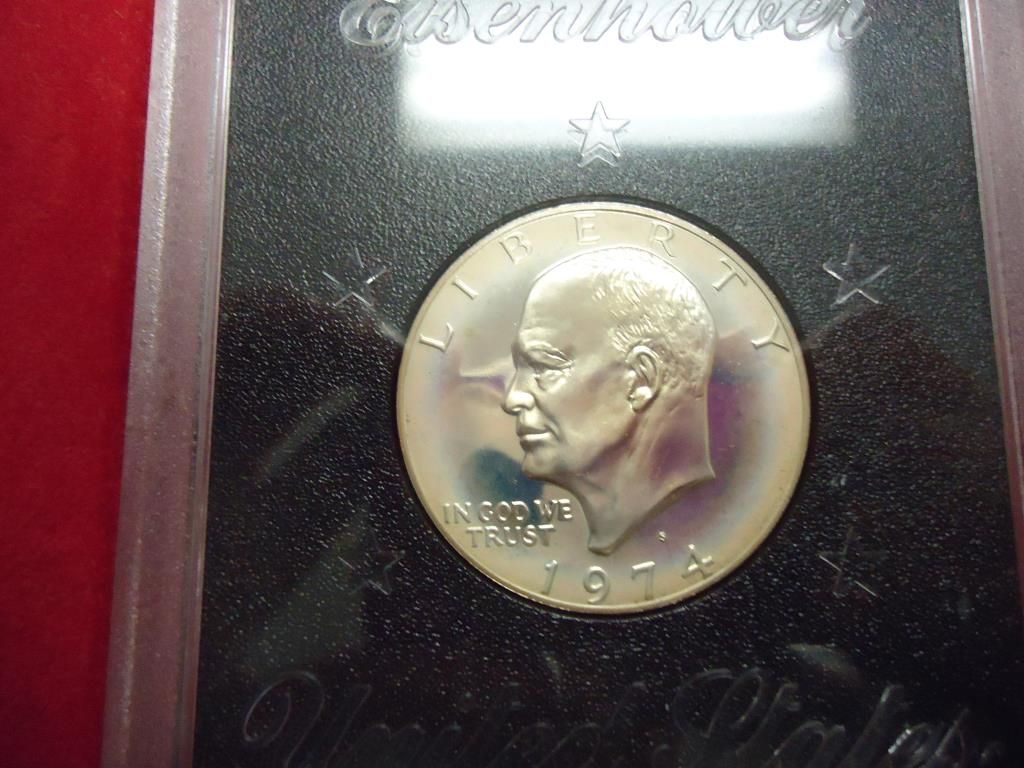 Eisenhower
LIBERTY
IN GOD WE
TRUST
S
1974
United States